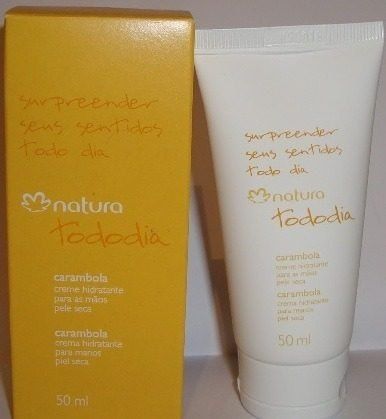 surpreender
seus sentidos
todo dia
natura
tododia
carambola
creme hidratante
para as mãos
pele seca
carambola
crema hidratante
para manos
piel seca
50 ml
surpreender
seus sentidos
todo dia
natura
tododia
carambola
creme hidratante
para as mãos
pele seca
carambola
crema hidratante
para manos
piel seca
50 ml